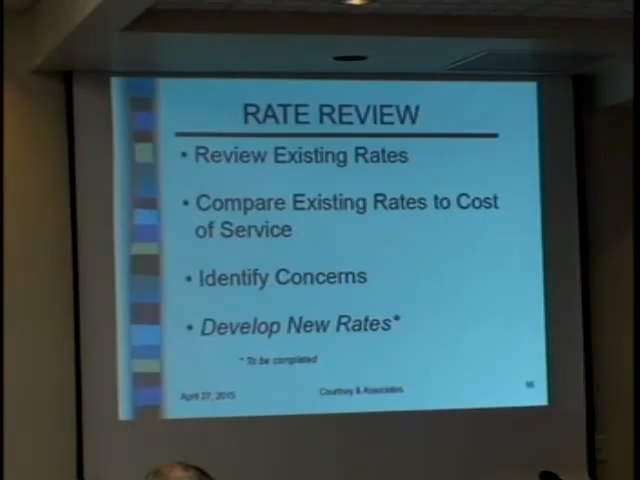 RATE REVIEW
• Review Existing Rates
• Compare Existing Rates to Cost
of Service
• Identify Concerns
• Develop New Rates*
* To be completed
April 27, 2015
Courtney & Associates